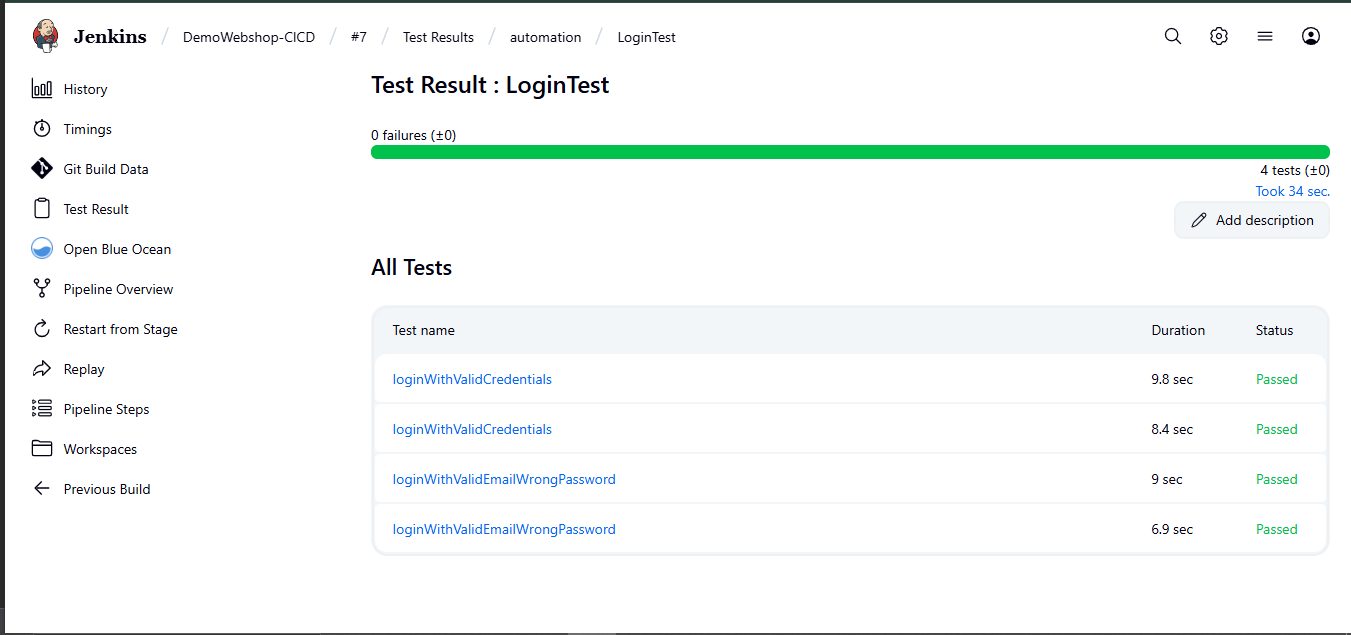 Jenkins / DemoWebshop-CICD / #7 / Test Results / automation / LoginTest
History
Timings
Git Build Data
Test Result
Open Blue Ocean
Pipeline Overview
Restart from Stage
Replay
Pipeline Steps
Workspaces
Previous Build
Test Result : LoginTest
0 failures (±0)
4 tests (±0)
Took 34 sec.
Add description
All Tests
Test name Duration Status
loginWithValidCredentials 9.8 sec Passed
loginWithValidCredentials 8.4 sec Passed
loginWithValidEmailWrongPassword 9 sec Passed
loginWithValidEmailWrongPassword 6.9 sec Passed